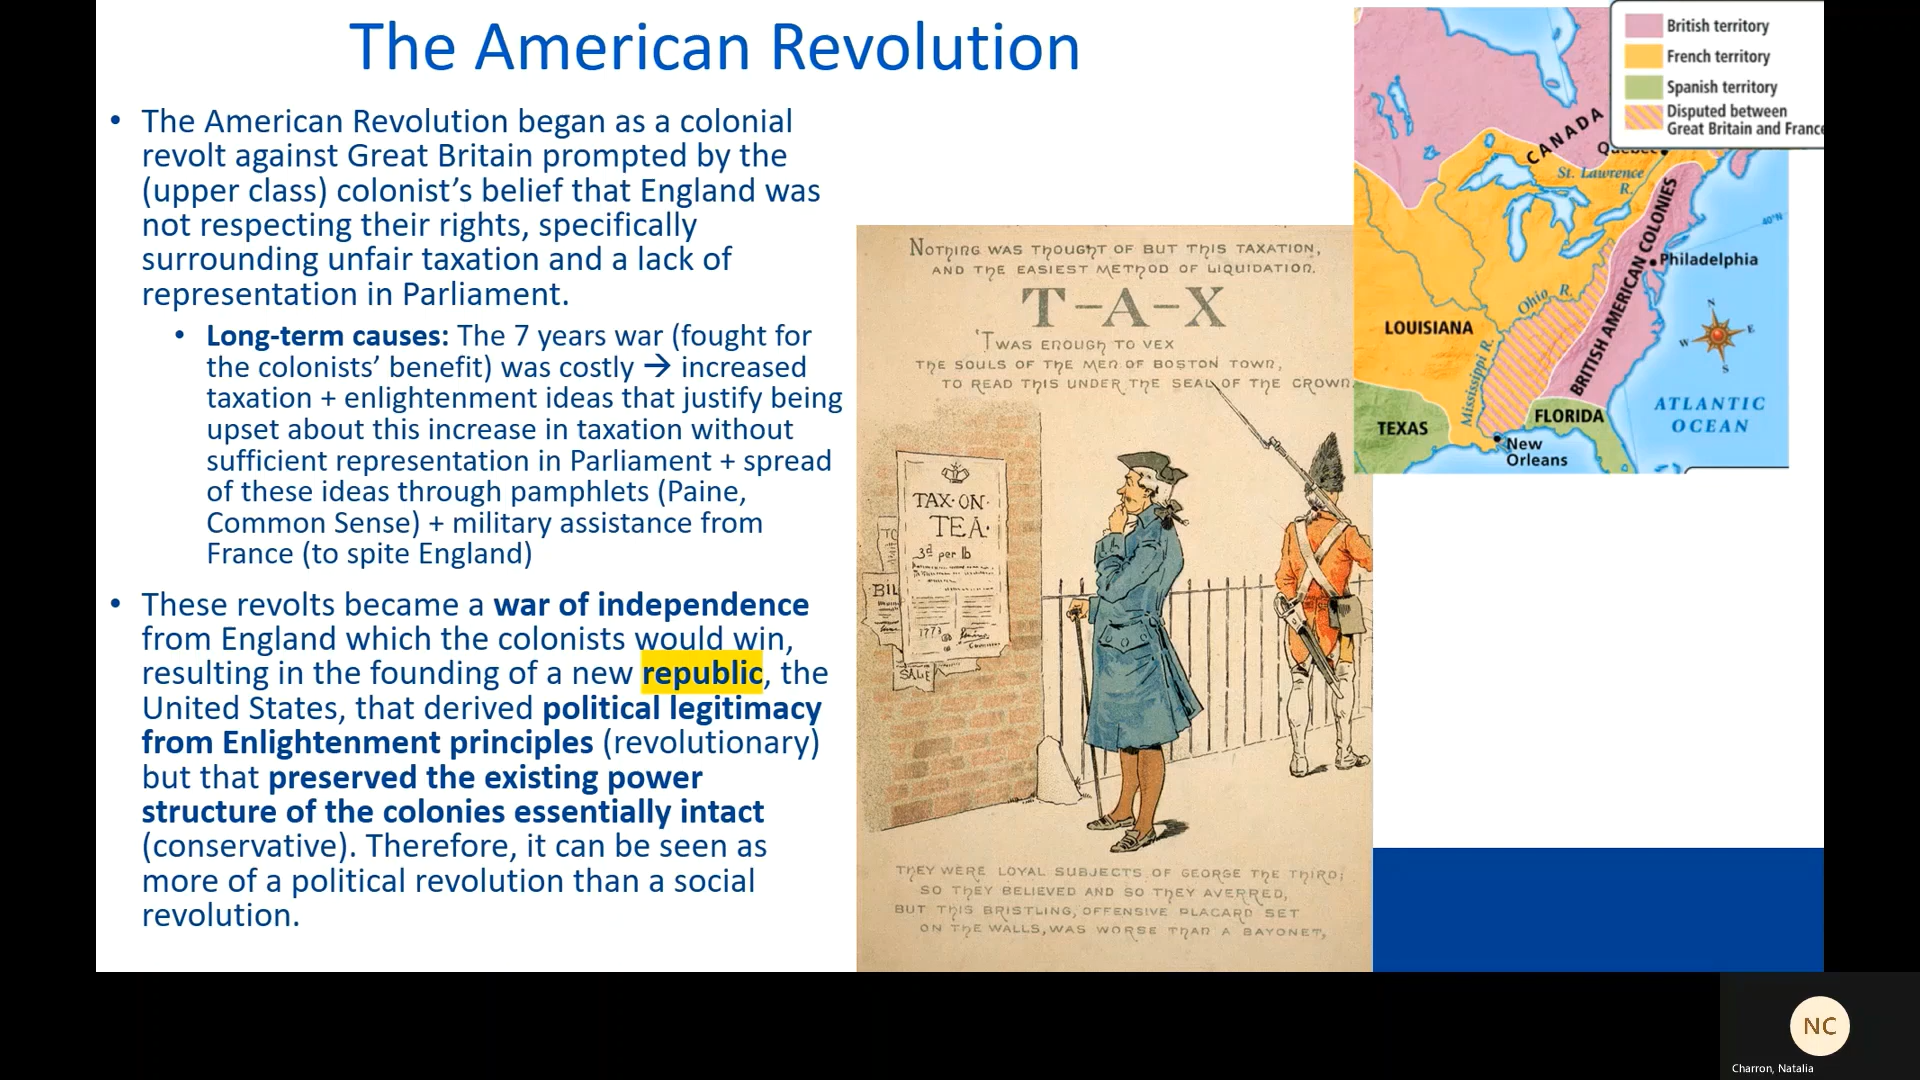 The American Revolution
• The American Revolution began as a colonial
revolt against Great Britain prompted by the
(upper class) colonist’s belief that England was
not respecting their rights, specifically
surrounding unfair taxation and a lack of
representation in Parliament.
• Long-term causes: The 7 years war (fought for
the colonists’ benefit) was costly → increased
taxation + enlightenment ideas that justify being
upset about this increase in taxation without
sufficient representation in Parliament + spread
of these ideas through pamphlets (Paine,
Common Sense) + military assistance from
France (to spite England)
• These revolts became a war of independence
from England which the colonists would win,
resulting in the founding of a new republic, the
United States, that derived political legitimacy
from Enlightenment principles (revolutionary)
but that preserved the existing power
structure of the colonies essentially intact
(conservative). Therefore, it can be seen as
more of a political revolution than a social
revolution.
NOTHING WAS THOUGHT OF BUT THIS TAXATION,
AND THE EASIEST METHOD OF LIQUIDATION.
T-A-X
'TWAS ENOUGH TO VEX
THE SOULS OF THE MEN OF BOSTON TOWN,
TO READ THIS UNDER THE SEAL OF THE CROWN.
TAX·ON·
TEA·
3d per lb
1773
BIL
SALE
THEY WERE LOYAL SUBJECTS OF GEORGE THE THIRD;
SO THEY BELIEVED AND SO THEY AVERRED,
BUT THIS BRISTLING, OFFENSIVE PLACARD SET
ON THE WALLS, WAS WORSE THAN A BAYONET,
British territory
French territory
Spanish territory
Disputed between
Great Britain and France
CANADA
Quebec
St. Lawrence
R.
40°N
BRITISH AMERICAN COLONIES
Philadelphia
Ohio R.
LOUISIANA
N
W
E
S
Mississippi R.
ATLANTIC
OCEAN
TEXAS
FLORIDA
New
Orleans
NC
Charron, Natalia